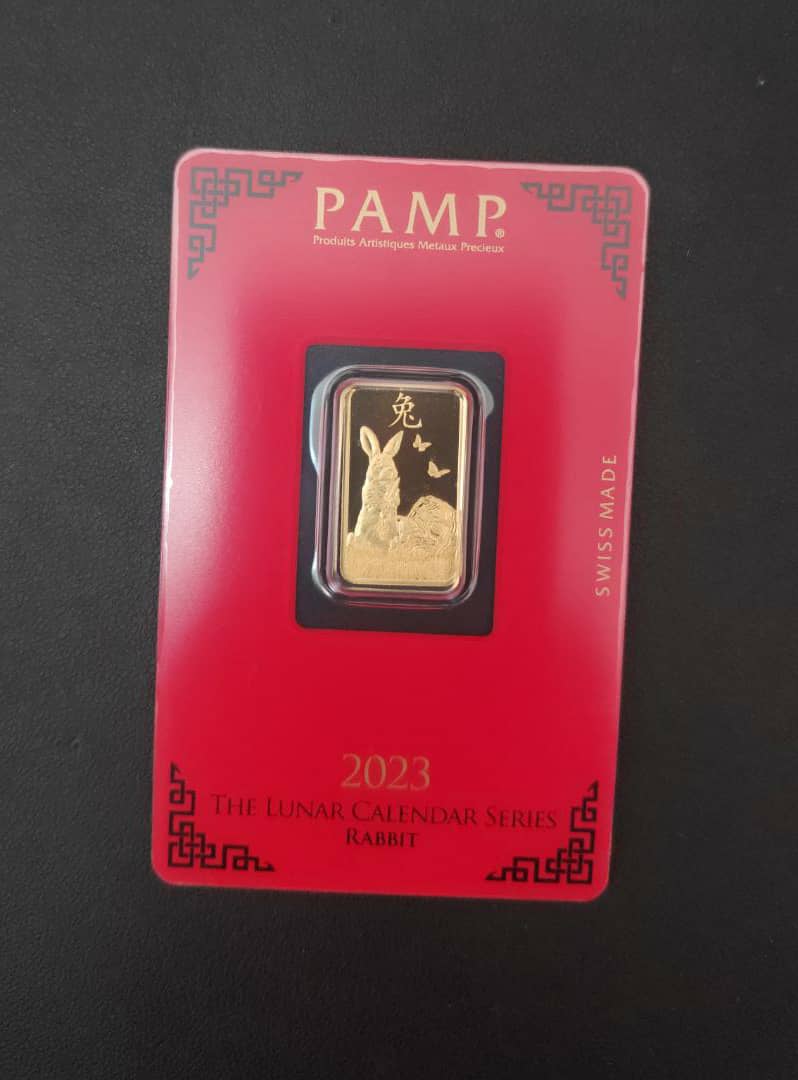 PAMP®
Produits Artistiques Metaux Precieux
兔
SWISS MADE
2023
THE LUNAR CALENDAR SERIES
RABBIT